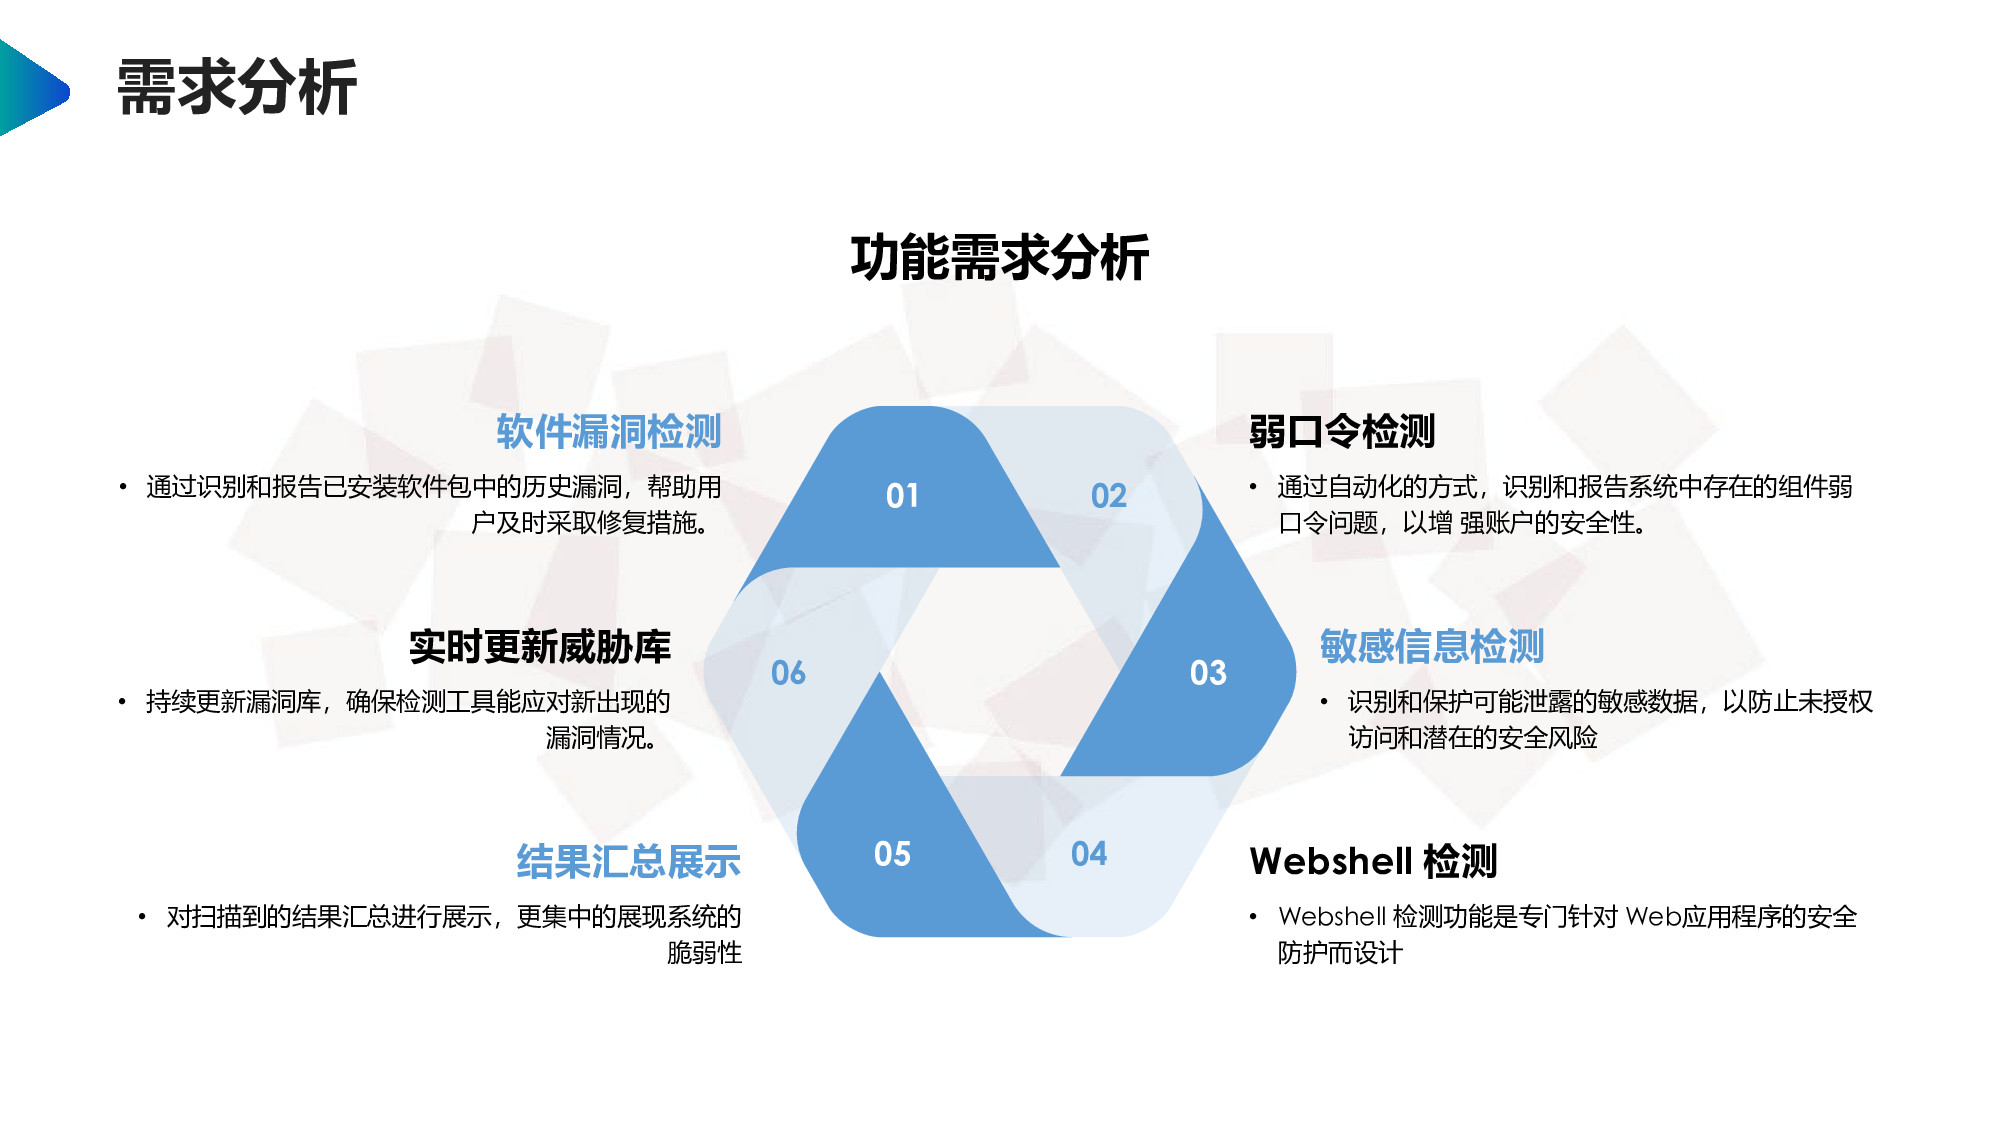 需求分析
功能需求分析
软件漏洞检测
• 通过识别和报告已安装软件包中的历史漏洞，帮助用
户及时采取修复措施。
01
02
弱口令检测
• 通过自动化的方式，识别和报告系统中存在的组件弱
口令问题，以增 强账户的安全性。
实时更新威胁库
• 持续更新漏洞库，确保检测工具能应对新出现的
漏洞情况。
06
03
敏感信息检测
• 识别和保护可能泄露的敏感数据，以防止未授权
访问和潜在的安全风险
结果汇总展示
• 对扫描到的结果汇总进行展示，更集中的展现系统的
脆弱性
05
04
Webshell 检测
• Webshell 检测功能是专门针对 Web应用程序的安全
防护而设计